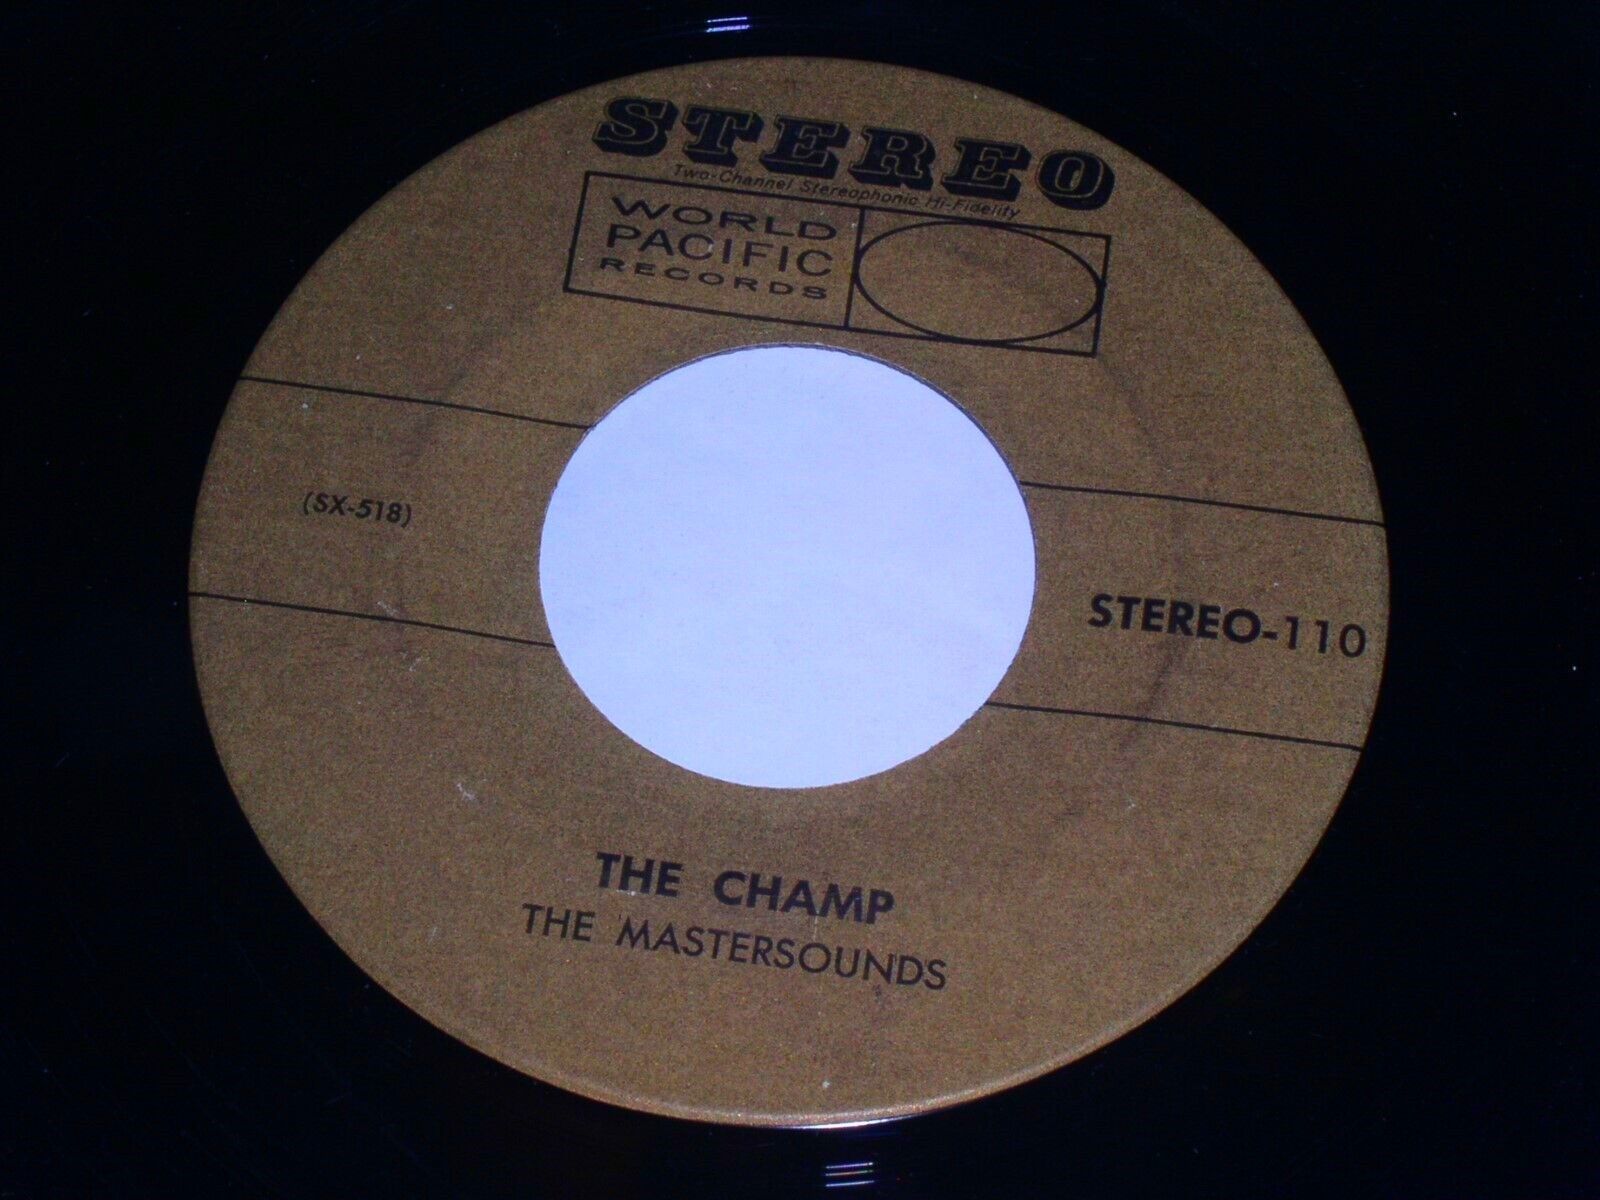 STEREO
Two-Channel Stereophonic Hi-Fidelity
WORLD
PACIFIC
RECORDS
(SX-518)
STEREO-110
THE CHAMP
THE MASTERSOUNDS